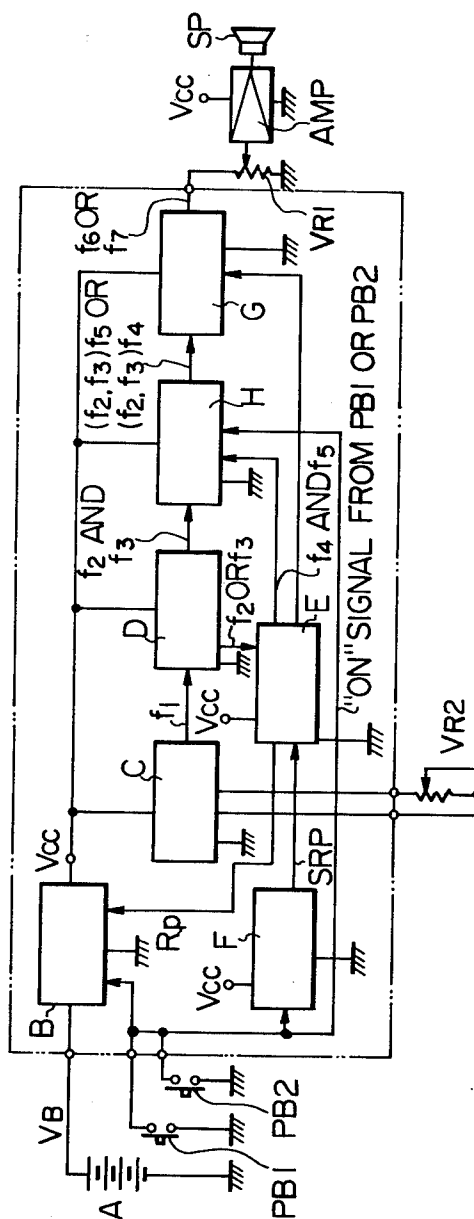 A
VB
B
VCC
PB1
PB2
Rp
F
VCC
SRP
C
f1
D
VCC
E
f2 OR f3
f2 AND
f3
f4 AND f5
H
(f2, f3) f5 OR
(f2, f3) f4
G
f6 OR
f7
VR1
VCC
AMP
SP
"ON" SIGNAL FROM PB1 OR PB2
VR2